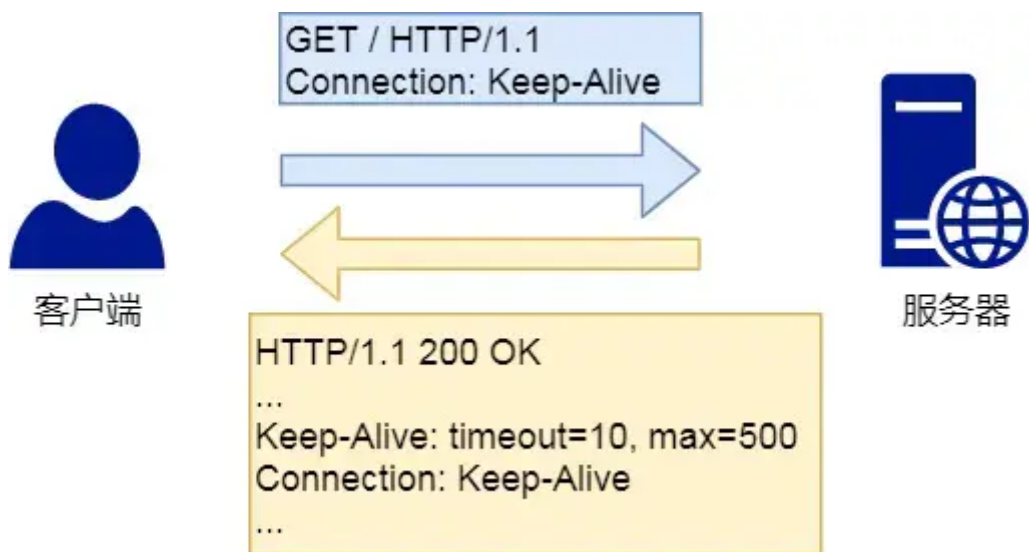 GET / HTTP/1.1
Connection: Keep-Alive
客户端
服务器
HTTP/1.1 200 OK
...
Keep-Alive: timeout=10, max=500
Connection: Keep-Alive
...